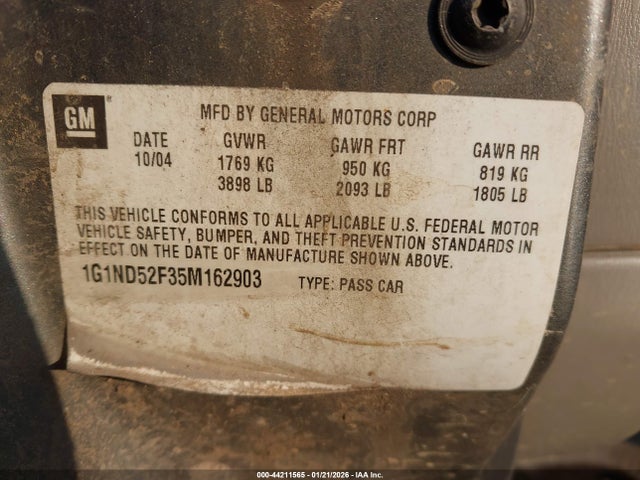 GM
MFD BY GENERAL MOTORS CORP
DATE GVWR GAWR FRT GAWR RR
10/04 1769 KG 950 KG 819 KG
3898 LB 2093 LB 1805 LB
THIS VEHICLE CONFORMS TO ALL APPLICABLE U.S. FEDERAL MOTOR
VEHICLE SAFETY, BUMPER, AND THEFT PREVENTION STANDARDS IN
EFFECT ON THE DATE OF MANUFACTURE SHOWN ABOVE.
1G1ND52F35M162903 TYPE: PASS CAR
000-44211565 | 01/21/2026 | IAA Inc.